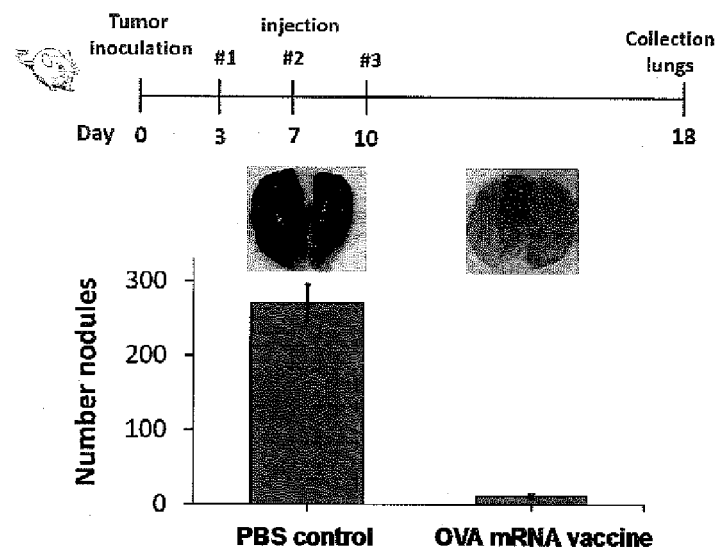 Tumor
inoculation
injection
#1 #2 #3
Collection
lungs
Day 0 3 7 10 18
Number nodules
300
200
100
0
PBS control OVA mRNA vaccine